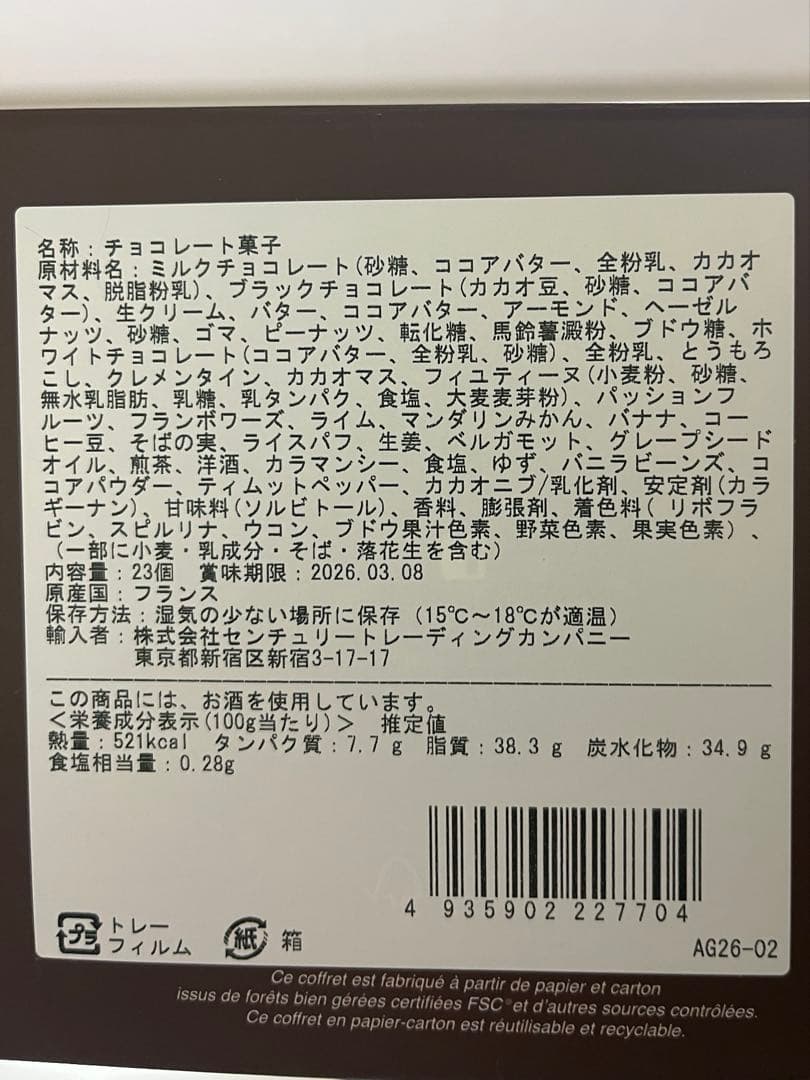 名称：チョコレート菓子
原材料名：ミルクチョコレート(砂糖、ココアバター、全粉乳、カカオ
マス、脱脂粉乳)、ブラックチョコレート(カカオ豆、砂糖、ココアバ
ター)、生クリーム、バター、ココアバター、アーモンド、ヘーゼル
ナッツ、砂糖、ゴマ、ピーナッツ、転化糖、馬鈴薯澱粉、ブドウ糖、ホ
ワイトチョコレート(ココアバター、全粉乳、砂糖)、全粉乳、とうもろ
こし、クレメンタイン、カカオマス、フィユティーヌ(小麦粉、砂糖、
無水乳脂肪、乳糖、乳タンパク、食塩、大麦麦芽粉)、パッションフ
ルーツ、フランボワーズ、ライム、マンダリンみかん、バナナ、コー
ヒー豆、そばの実、ライスパフ、生姜、ベルガモット、グレープシード
オイル、煎茶、洋酒、カラマンシー、食塩、ゆず、バニラビーンズ、コ
コアパウダー、ティムットペッパー、カカオニブ/乳化剤、安定剤(カラ
ギーナン)、甘味料(ソルビトール)、香料、膨張剤、着色料( リボフラ
ビン、スピルリナ、ウコン、ブドウ果汁色素、野菜色素、果実色素) 、
(一部に小麦・乳成分・そば・落花生を含む)
内容量：23個 賞味期限：2026.03.08
原産国：フランス
保存方法：湿気の少ない場所に保存 (15℃～18℃が適温)
輸入者：株式会社センチュリートレーディングカンパニー
東京都新宿区新宿3-17-17
この商品には、お酒を使用しています。
＜栄養成分表示(100g当たり)＞ 推定値
熱量：521kcal タンパク質：7.7 g 脂質：38.3 g 炭水化物：34.9 g
食塩相当量：0.28g
4 935902 227704
プラ トレー
フィルム
紙 箱
AG26-02
Ce coffret est fabriqué à partir de papier et carton
issus de forêts bien gérées certifiées FSC® et d'autres sources contrôlées.
Ce coffret en papier-carton est réutilisable et recyclable.